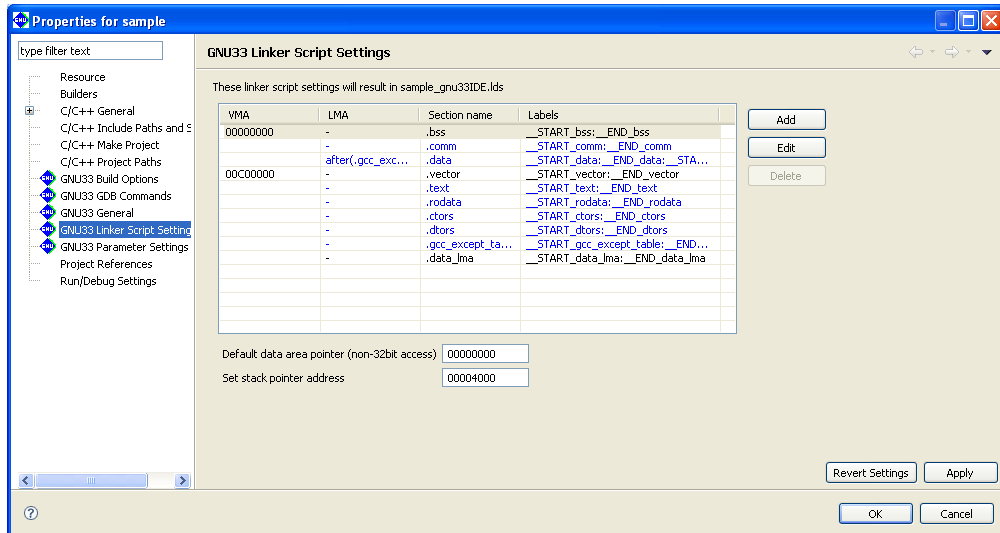 Properties for sample
type filter text
Resource
Builders
C/C++ General
C/C++ Include Paths and S
C/C++ Make Project
C/C++ Project Paths
GNU33 Build Options
GNU33 GDB Commands
GNU33 General
GNU33 Linker Script Setting
GNU33 Parameter Settings
Project References
Run/Debug Settings
GNU33 Linker Script Settings
These linker script settings will result in sample_gnu33IDE.lds
VMA LMA Section name Labels
00000000 - .bss __START_bss:__END_bss
- .comm __START_comm:__END_comm
after(.gcc_exc... .data __START_data:__END_data:__STA...
00C00000 - .vector __START_vector:__END_vector
- .text __START_text:__END_text
- .rodata __START_rodata:__END_rodata
- .ctors __START_ctors:__END_ctors
- .dtors __START_dtors:__END_dtors
- .gcc_except_ta... __START_gcc_except_table:__END...
- .data_lma __START_data_lma:__END_data_lma
Add
Edit
Delete
Default data area pointer (non-32bit access) 00000000
Set stack pointer address 00004000
Revert Settings Apply
OK Cancel